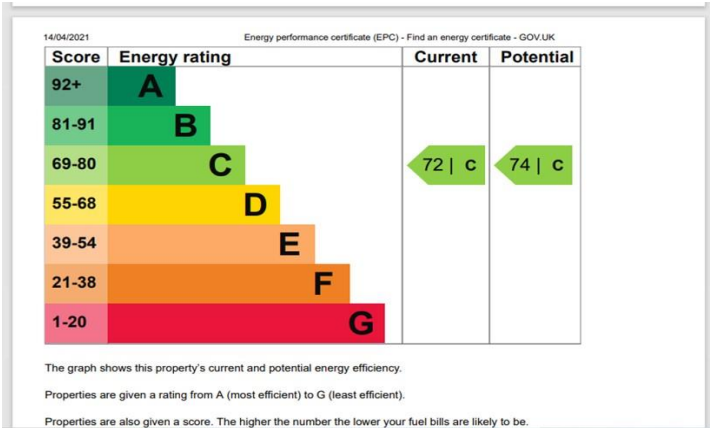 14/04/2021 Energy performance certificate (EPC) - Find an energy certificate - GOV.UK
Score Energy rating Current Potential
92+ A
81-91 B
69-80 C 72 | C 74 | C
55-68 D
39-54 E
21-38 F
1-20 G
The graph shows this property's current and potential energy efficiency.
Properties are given a rating from A (most efficient) to G (least efficient).
Properties are also given a score. The higher the number the lower your fuel bills are likely to be.